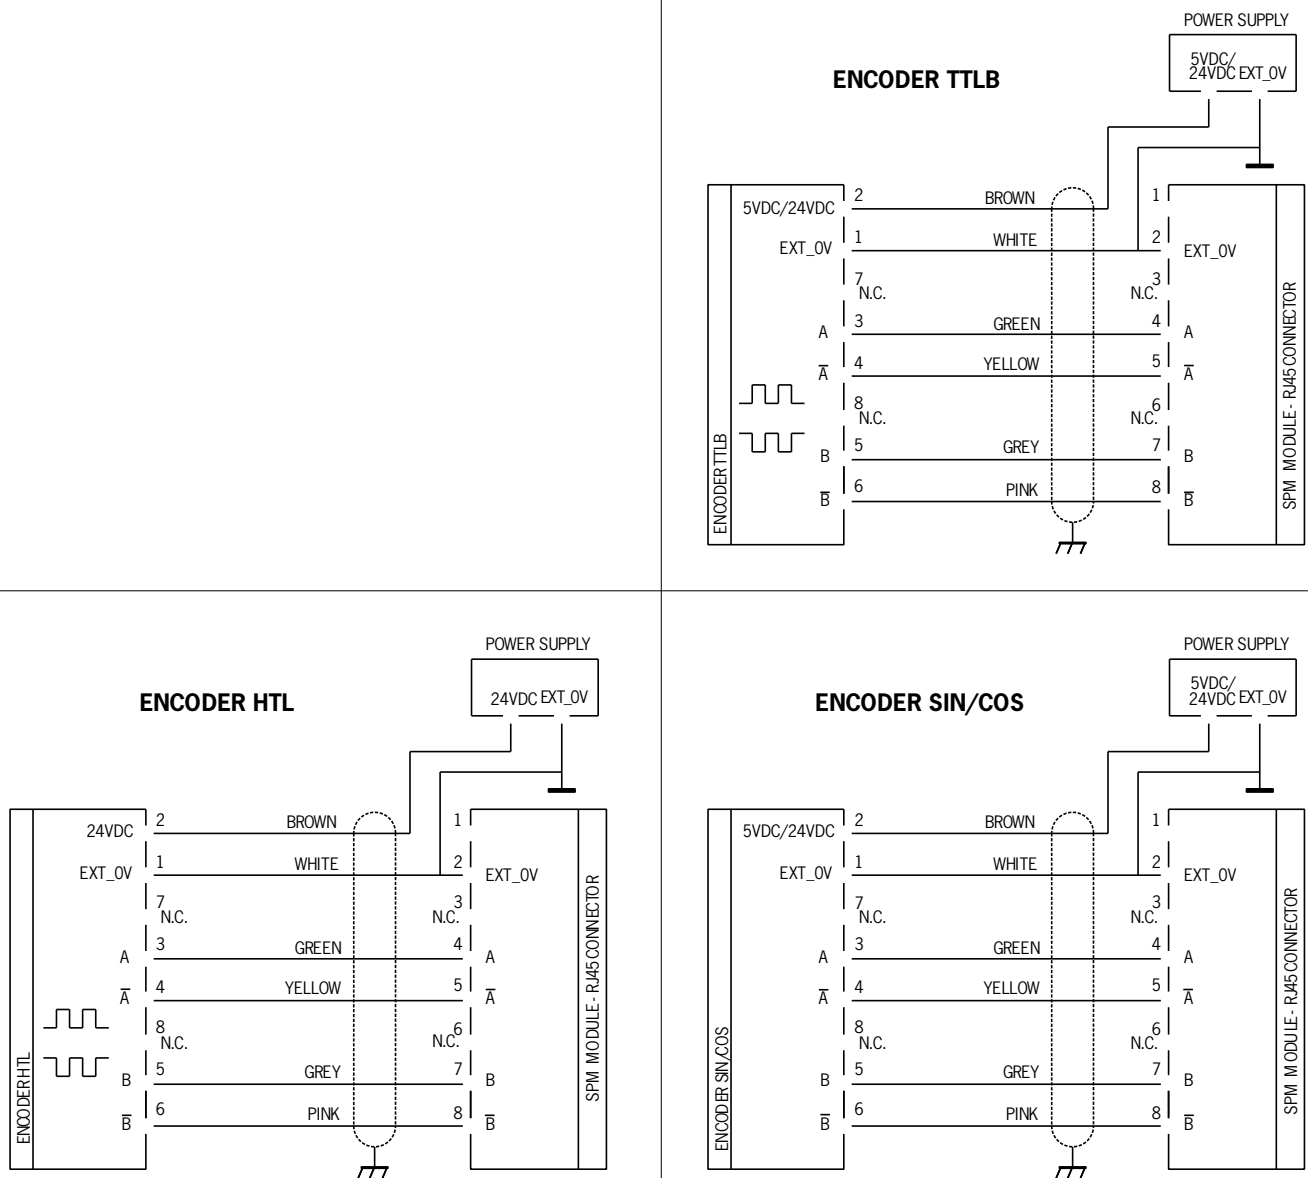 POWER SUPPLY
5VDC/
24VDC EXT_0V
ENCODER TTLB
5VDC/24VDC 2 BROWN 1
EXT_0V 1 WHITE 2 EXT_0V
7 3
N.C. N.C.
A 3 GREEN 4 A
A̅ 4 YELLOW 5 A̅
8 6
N.C. N.C.
B 5 GREY 7 B
B̅ 6 PINK 8 B̅
ENCODER TTLB
SPM MODULE - RJ45 CONNECTOR
POWER SUPPLY
24VDC EXT_0V
ENCODER HTL
24VDC 2 BROWN 1
EXT_0V 1 WHITE 2 EXT_0V
7 3
N.C. N.C.
A 3 GREEN 4 A
A̅ 4 YELLOW 5 A̅
8 6
N.C. N.C.
B 5 GREY 7 B
B̅ 6 PINK 8 B̅
ENCODER HTL
SPM MODULE - RJ45 CONNECTOR
POWER SUPPLY
5VDC/
24VDC EXT_0V
ENCODER SIN/COS
5VDC/24VDC 2 BROWN 1
EXT_0V 1 WHITE 2 EXT_0V
7 3
N.C. N.C.
A 3 GREEN 4 A
A̅ 4 YELLOW 5 A̅
8 6
N.C. N.C.
B 5 GREY 7 B
B̅ 6 PINK 8 B̅
ENCODER SIN/COS
SPM MODULE - RJ45 CONNECTOR